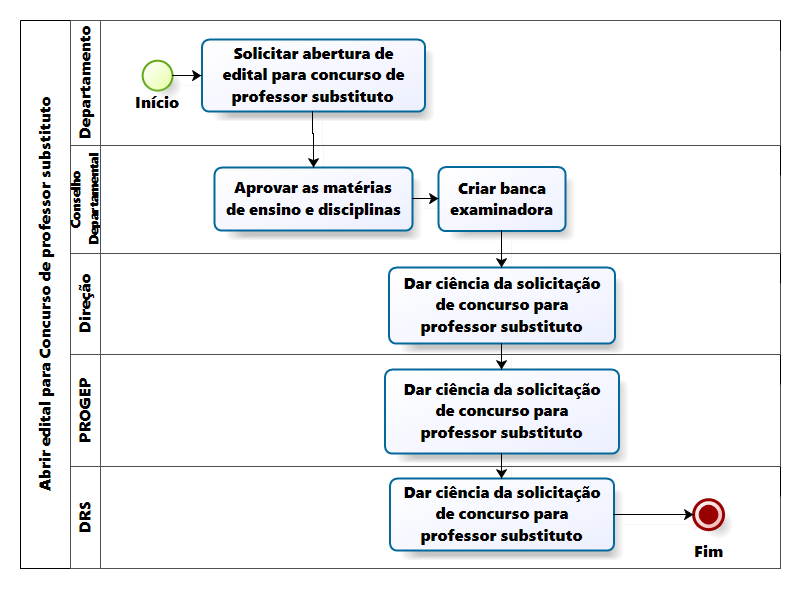 Abrir edital para Concurso de professor substituto
Departamento
Início
Solicitar abertura de
edital para concurso de
professor substituto
Conselho
Departamental
Aprovar as matérias
de ensino e disciplinas
Criar banca
examinadora
Direção
Dar ciência da solicitação
de concurso para
professor substituto
PROGEP
Dar ciência da solicitação
de concurso para
professor substituto
DRS
Dar ciência da solicitação
de concurso para
professor substituto
Fim